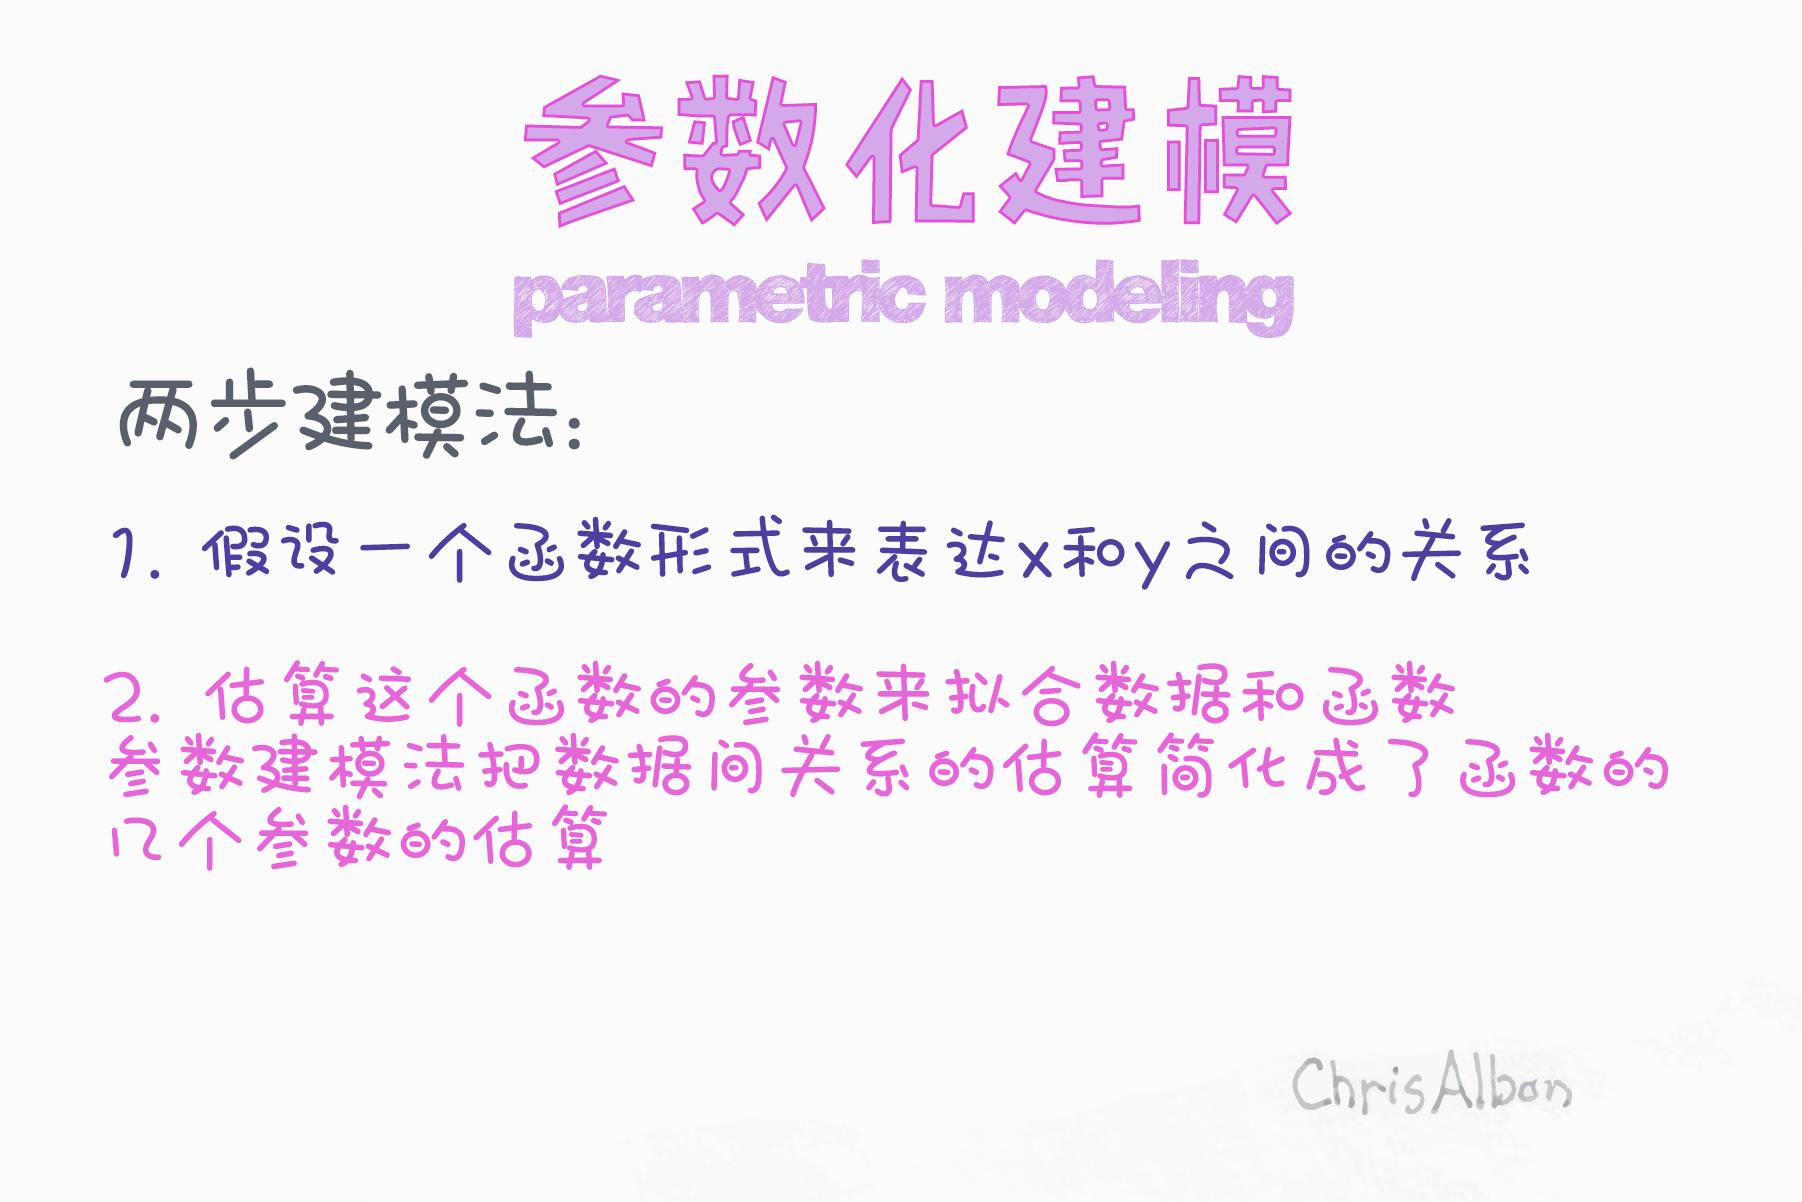 参数化建模
parametric modeling
两步建模法:
1. 假设一个函数形式来表达x和y之间的关系
2. 估算这个函数的参数来拟合数据和函数
参数建模法把数据间关系的估算简化成了函数的
几个参数的估算
ChrisAlbon